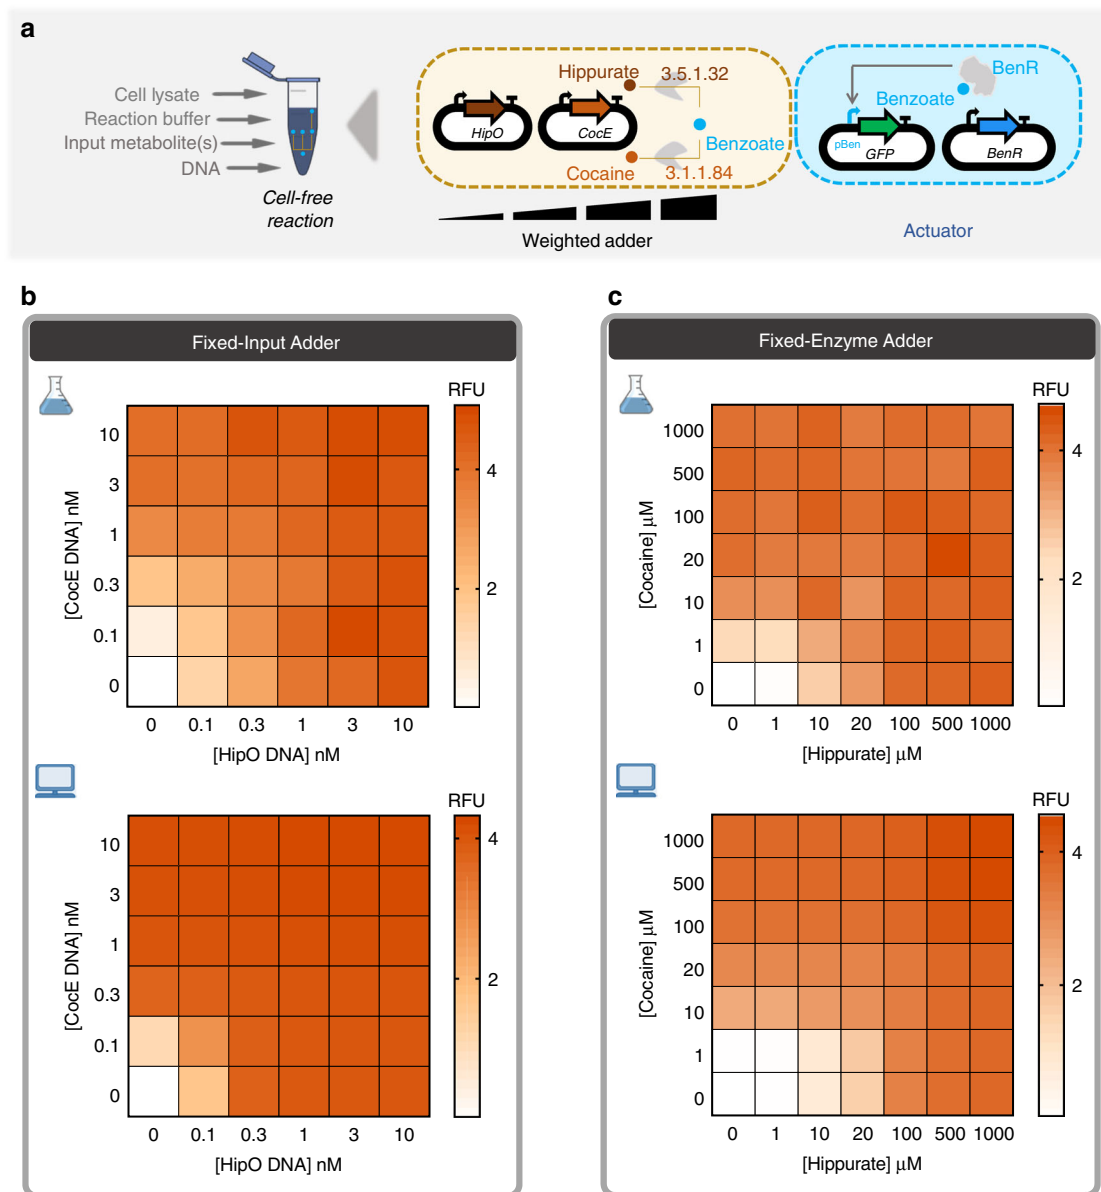 a
Cell lysate
Reaction buffer
Input metabolite(s)
DNA
Cell-free
reaction
Hippurate
3.5.1.32
HipO
CocE
Benzoate
Cocaine
3.1.1.84
Weighted adder
BenR
Benzoate
pBen
GFP
BenR
Actuator
b
Fixed-Input Adder
RFU
[CocE DNA] nM
10
3
1
0.3
0.1
0
4
2
0 0.1 0.3 1 3 10
[HipO DNA] nM
RFU
[CocE DNA] nM
10
3
1
0.3
0.1
0
4
2
0 0.1 0.3 1 3 10
[HipO DNA] nM
c
Fixed-Enzyme Adder
RFU
[Cocaine] μM
1000
500
100
20
10
1
0
4
2
0 1 10 20 100 500 1000
[Hippurate] μM
RFU
[Cocaine] μM
1000
500
100
20
10
1
0
4
2
0 1 10 20 100 500 1000
[Hippurate] μM